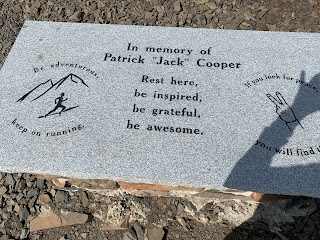 In memory of
Patrick "Jack" Cooper
Rest here,
be inspired,
be grateful,
be awesome.
Be adventurous,
keep on running.
If you look for
you will find